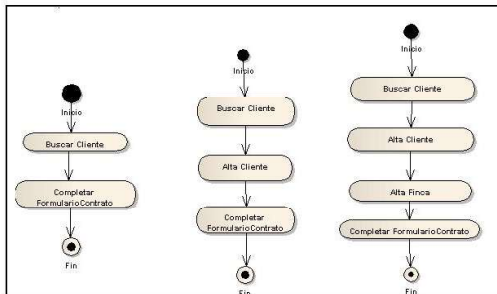 Inicio
Buscar Cliente
Completar
FormularioContrato
Fin
Inicio
Buscar Cliente
Alta Cliente
Completar
FormularioContrato
Fin
Inicio
Buscar Cliente
Alta Cliente
Alta Finca
Completar FormularioContrato
Fin